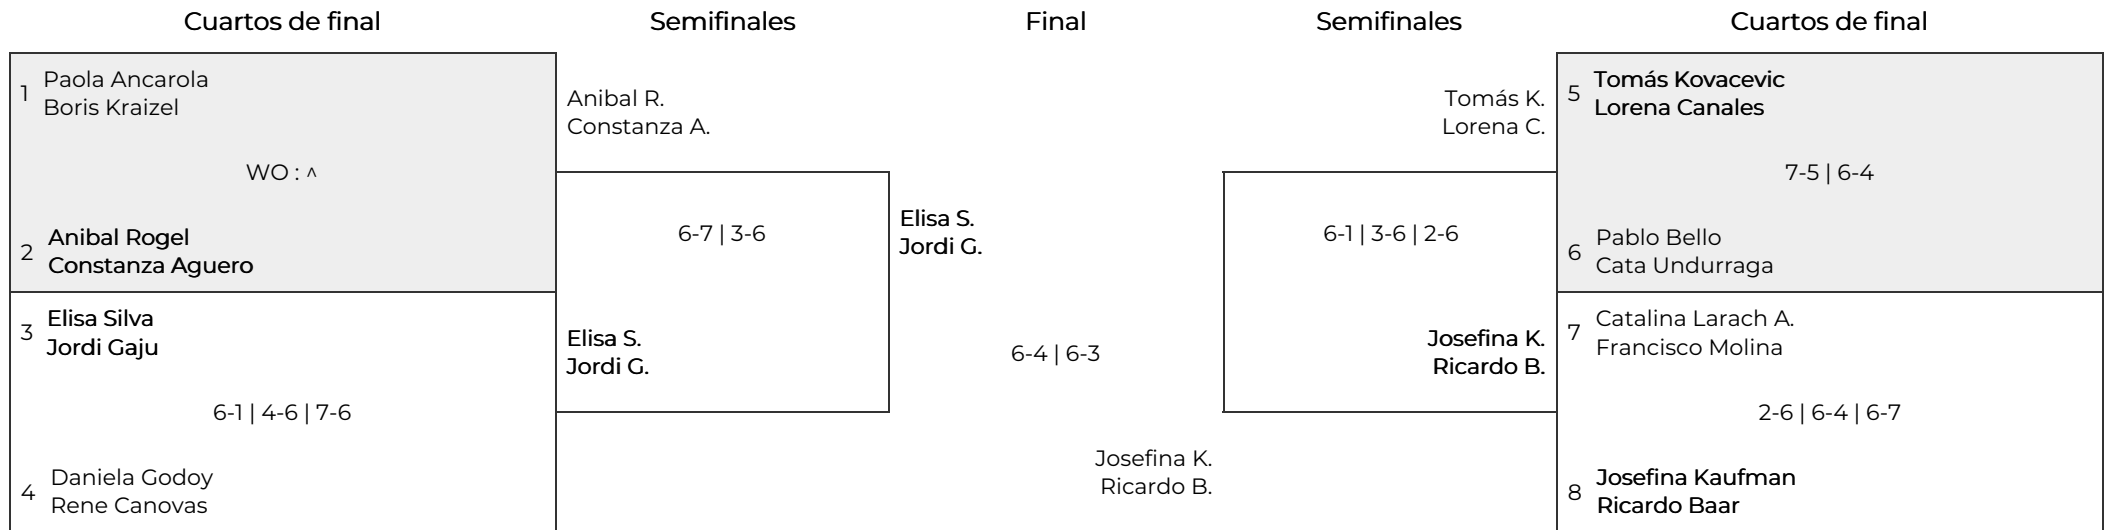 Cuartos de final
Semifinales
Final
Semifinales
Cuartos de final
1
Paola Ancarola
Boris Kraizel
WO : ^
2
Anibal Rogel
Constanza Aguero
3
Elisa Silva
Jordi Gaju
6-1 | 4-6 | 7-6
4
Daniela Godoy
Rene Canovas
Anibal R.
Constanza A.
6-7 | 3-6
Elisa S.
Jordi G.
Elisa S.
Jordi G.
6-4 | 6-3
Josefina K.
Ricardo B.
Tomás K.
Lorena C.
6-1 | 3-6 | 2-6
Josefina K.
Ricardo B.
5
Tomás Kovacevic
Lorena Canales
7-5 | 6-4
6
Pablo Bello
Cata Undurraga
7
Catalina Larach A.
Francisco Molina
2-6 | 6-4 | 6-7
8
Josefina Kaufman
Ricardo Baar